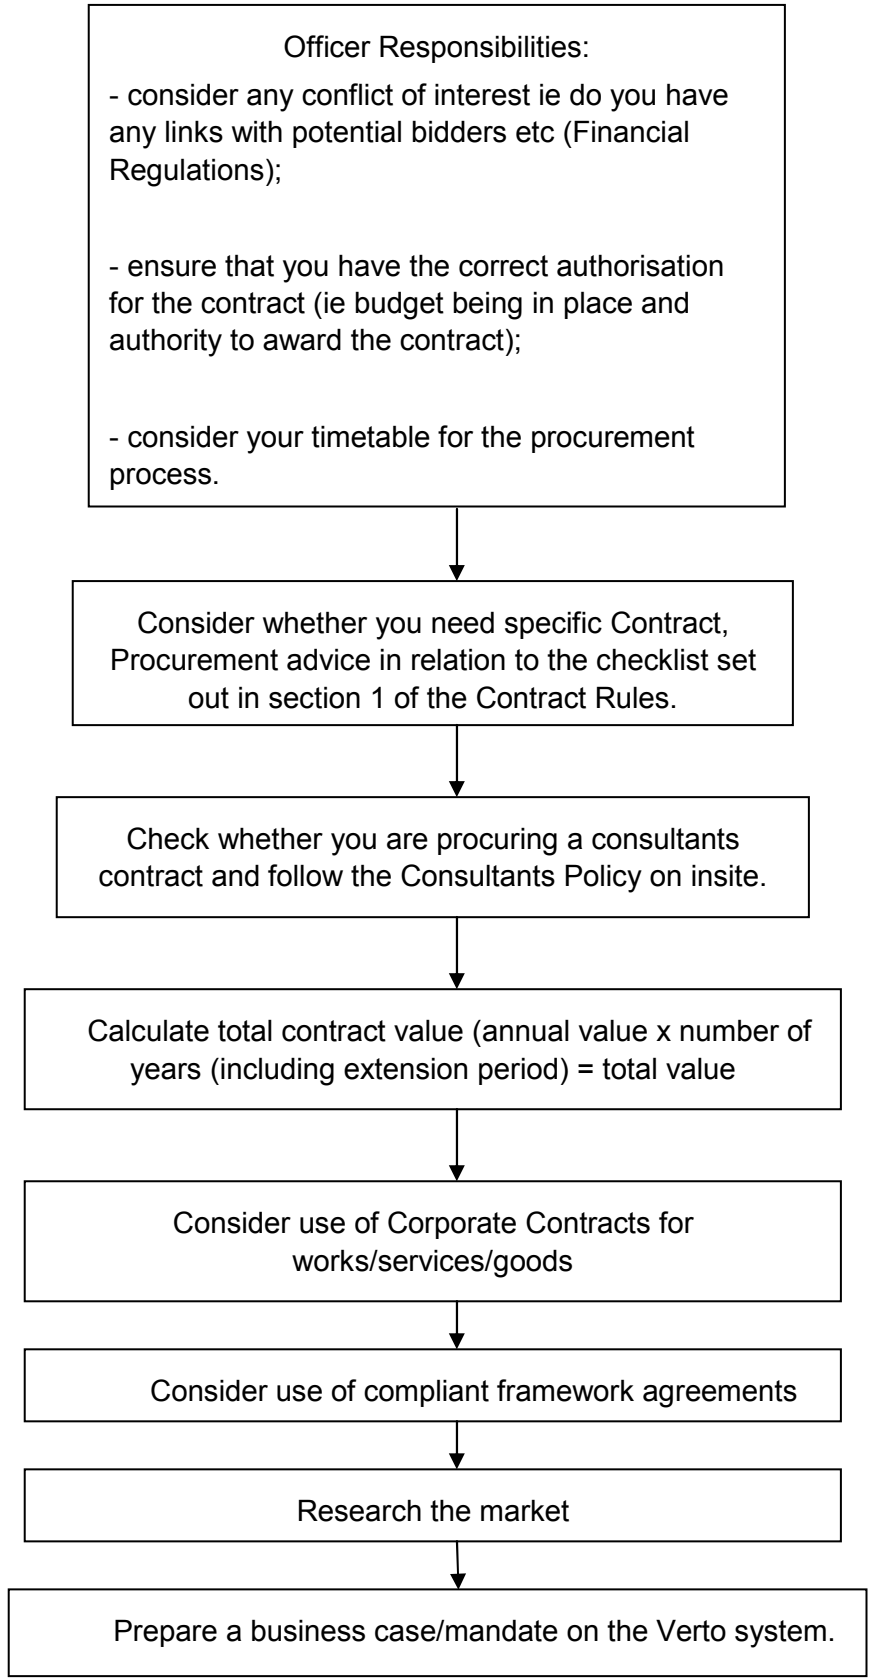 Officer Responsibilities:
- consider any conflict of interest ie do you have
any links with potential bidders etc (Financial
Regulations);
- ensure that you have the correct authorisation
for the contract (ie budget being in place and
authority to award the contract);
- consider your timetable for the procurement
process.
Consider whether you need specific Contract,
Procurement advice in relation to the checklist set
out in section 1 of the Contract Rules.
Check whether you are procuring a consultants
contract and follow the Consultants Policy on insite.
Calculate total contract value (annual value x number of
years (including extension period) = total value
Consider use of Corporate Contracts for
works/services/goods
Consider use of compliant framework agreements
Research the market
Prepare a business case/mandate on the Verto system.